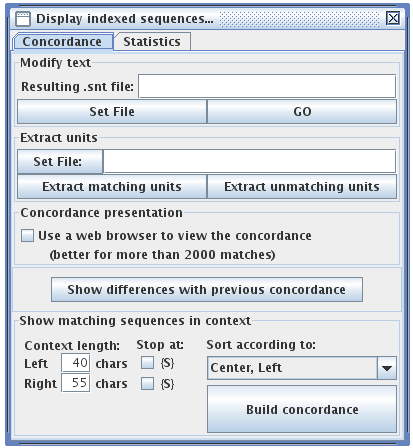 Display indexed sequences...
Concordance Statistics
Modify text
Resulting .snt file:
Set File GO
Extract units
Set File:
Extract matching units Extract unmatching units
Concordance presentation
Use a web browser to view the concordance
(better for more than 2000 matches)
Show differences with previous concordance
Show matching sequences in context
Context length: Stop at: Sort according to:
Left 40 chars {S} Center, Left
Right 55 chars {S}
Build concordance